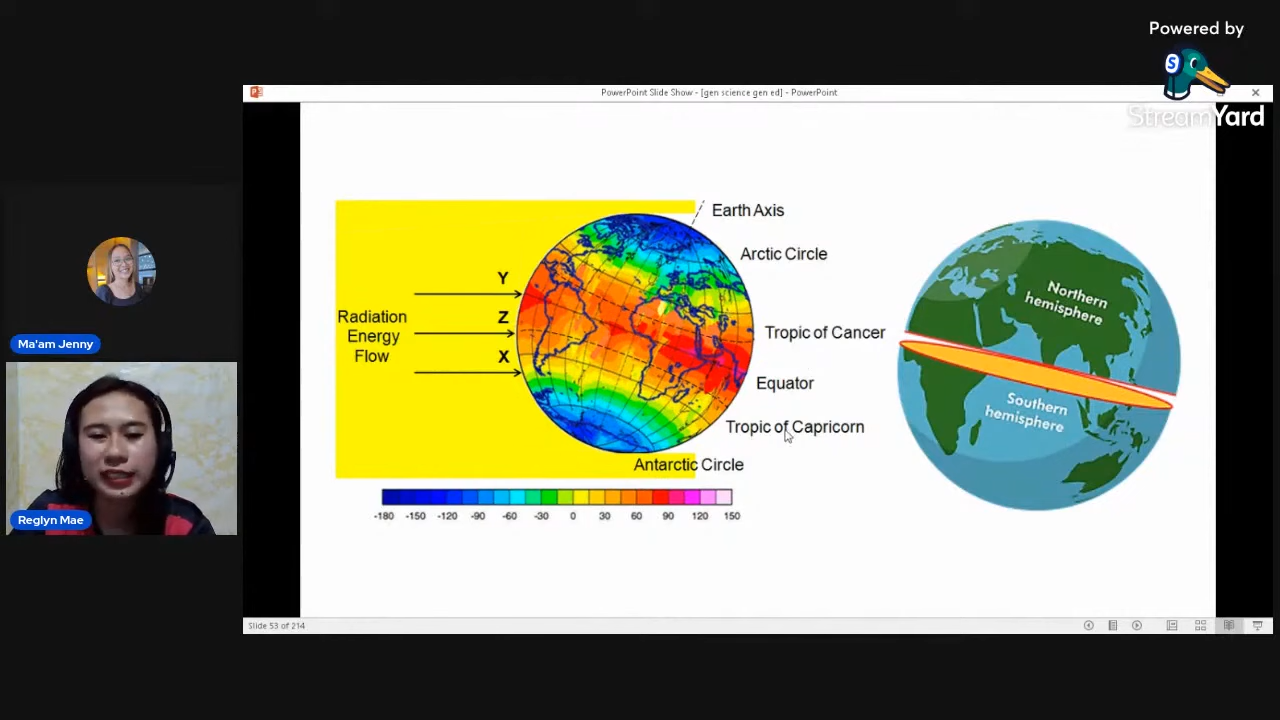 Powered by
StreamYard
PowerPoint Slide Show - [gen science gen ed] - PowerPoint
Earth Axis
Arctic Circle
Y
Z
X
Radiation
Energy
Flow
Tropic of Cancer
Equator
Tropic of Capricorn
Antarctic Circle
-180 -150 -120 -90 -60 -30 0 30 60 90 120 150
Northern
hemisphere
Southern
hemisphere
Ma'am Jenny
Reglyn Mae
Slide 53 of 214